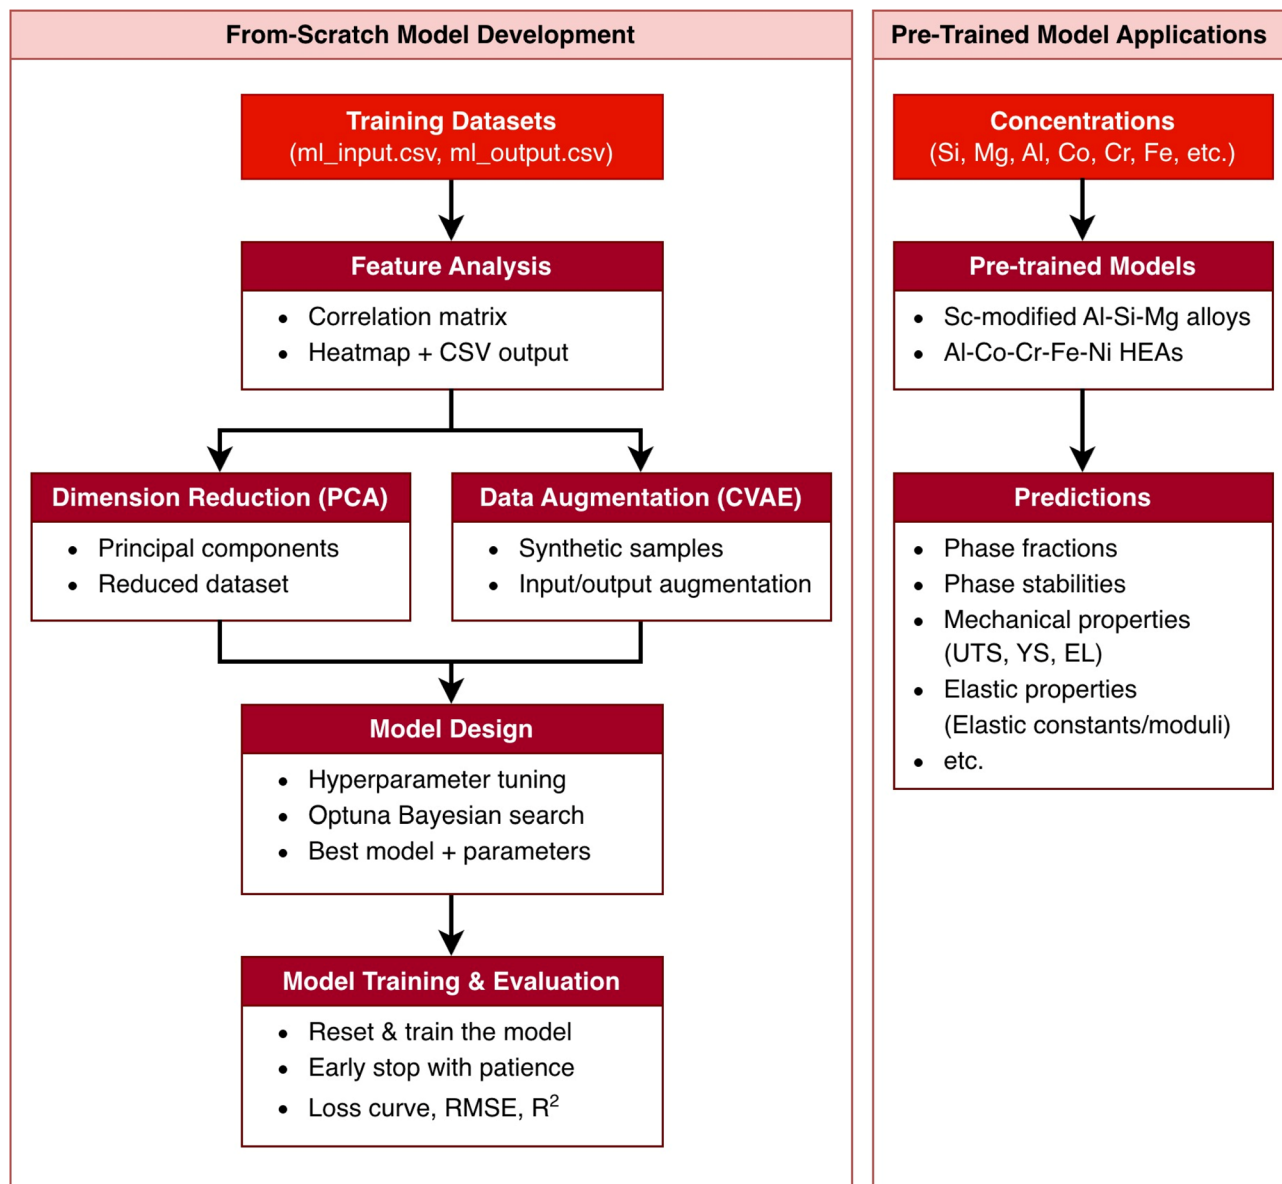 From-Scratch Model Development
Training Datasets
(ml_input.csv, ml_output.csv)
Feature Analysis
• Correlation matrix
• Heatmap + CSV output
Dimension Reduction (PCA)
• Principal components
• Reduced dataset
Data Augmentation (CVAE)
• Synthetic samples
• Input/output augmentation
Model Design
• Hyperparameter tuning
• Optuna Bayesian search
• Best model + parameters
Model Training & Evaluation
• Reset & train the model
• Early stop with patience
• Loss curve, RMSE, R²
Pre-Trained Model Applications
Concentrations
(Si, Mg, Al, Co, Cr, Fe, etc.)
Pre-trained Models
• Sc-modified Al-Si-Mg alloys
• Al-Co-Cr-Fe-Ni HEAs
Predictions
• Phase fractions
• Phase stabilities
• Mechanical properties
(UTS, YS, EL)
• Elastic properties
(Elastic constants/moduli)
• etc.